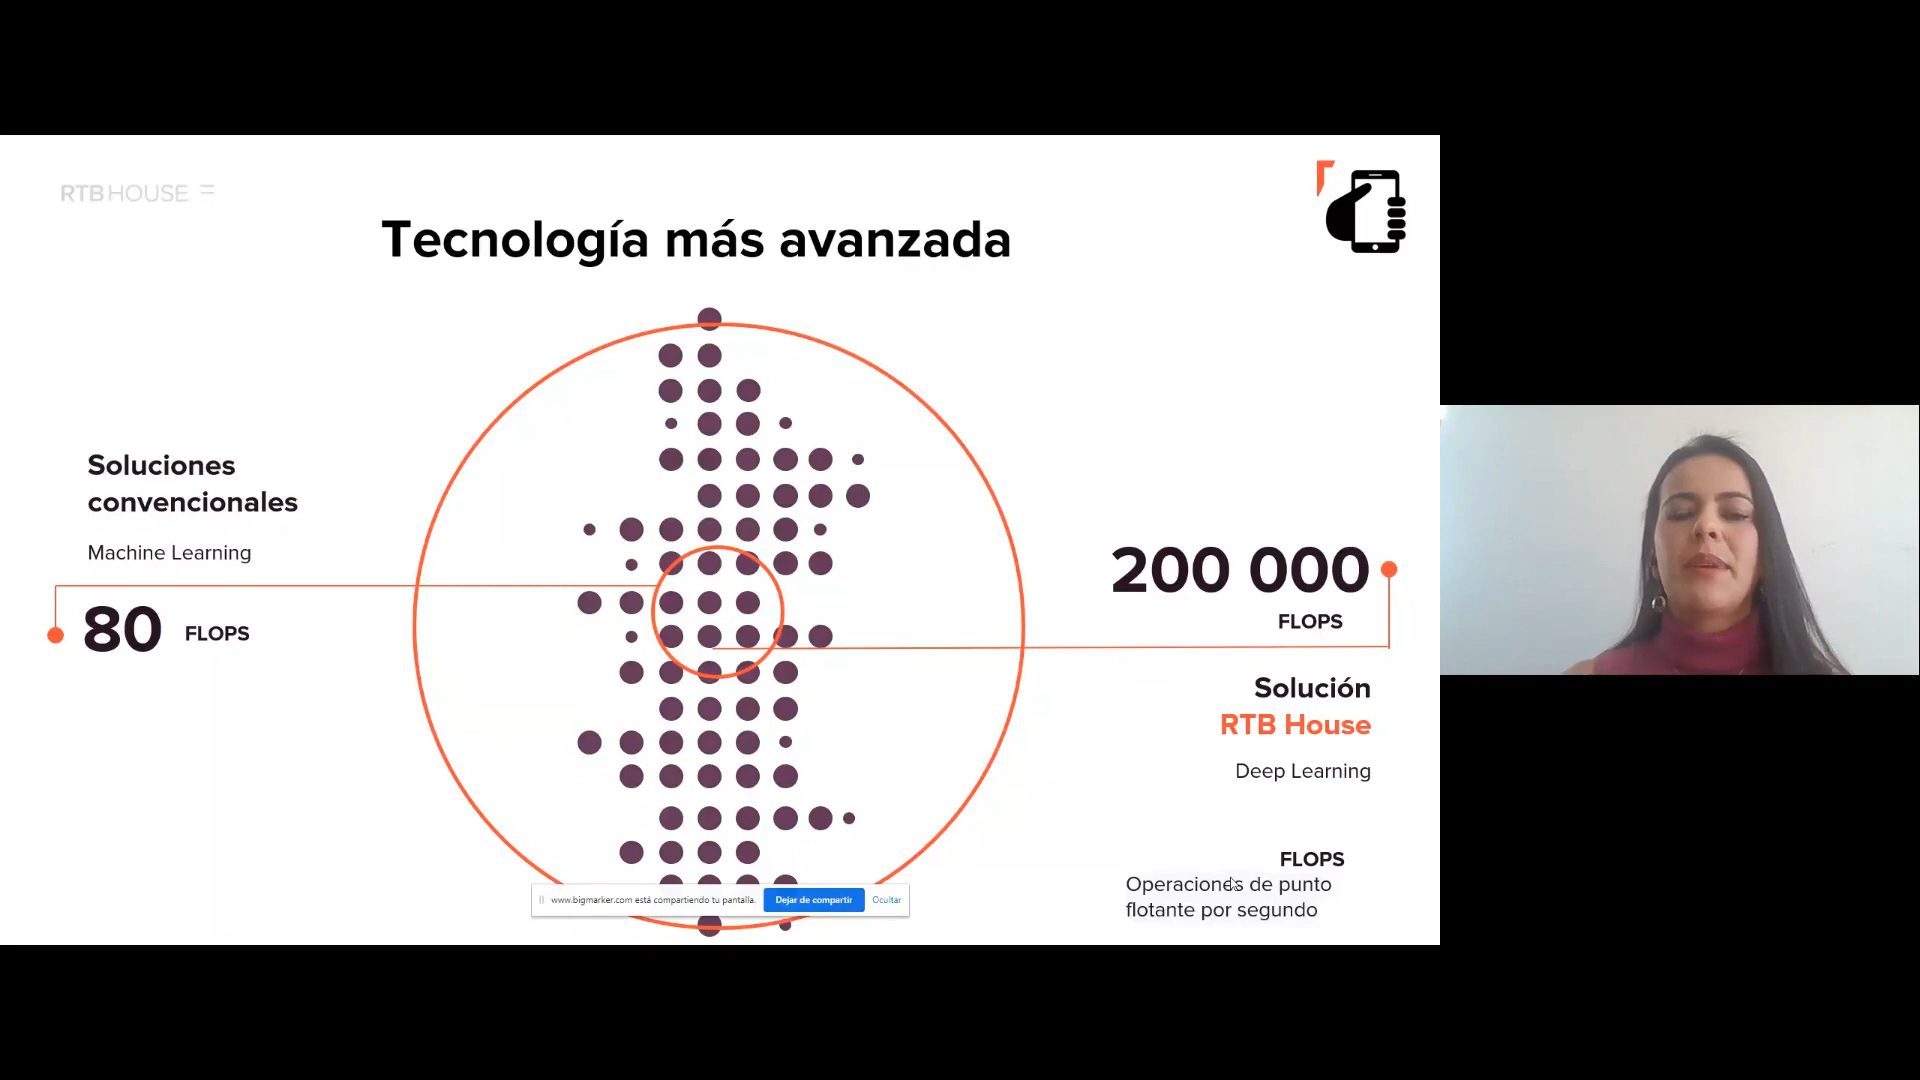 RTB HOUSE
Tecnología más avanzada
Soluciones
convencionales
Machine Learning
80 FLOPS
200 000
FLOPS
Solución
RTB House
Deep Learning
FLOPS
Operaciones de punto
flotante por segundo
www.bigmarker.com está compartiendo tu pantalla. Dejar de compartir Ocultar